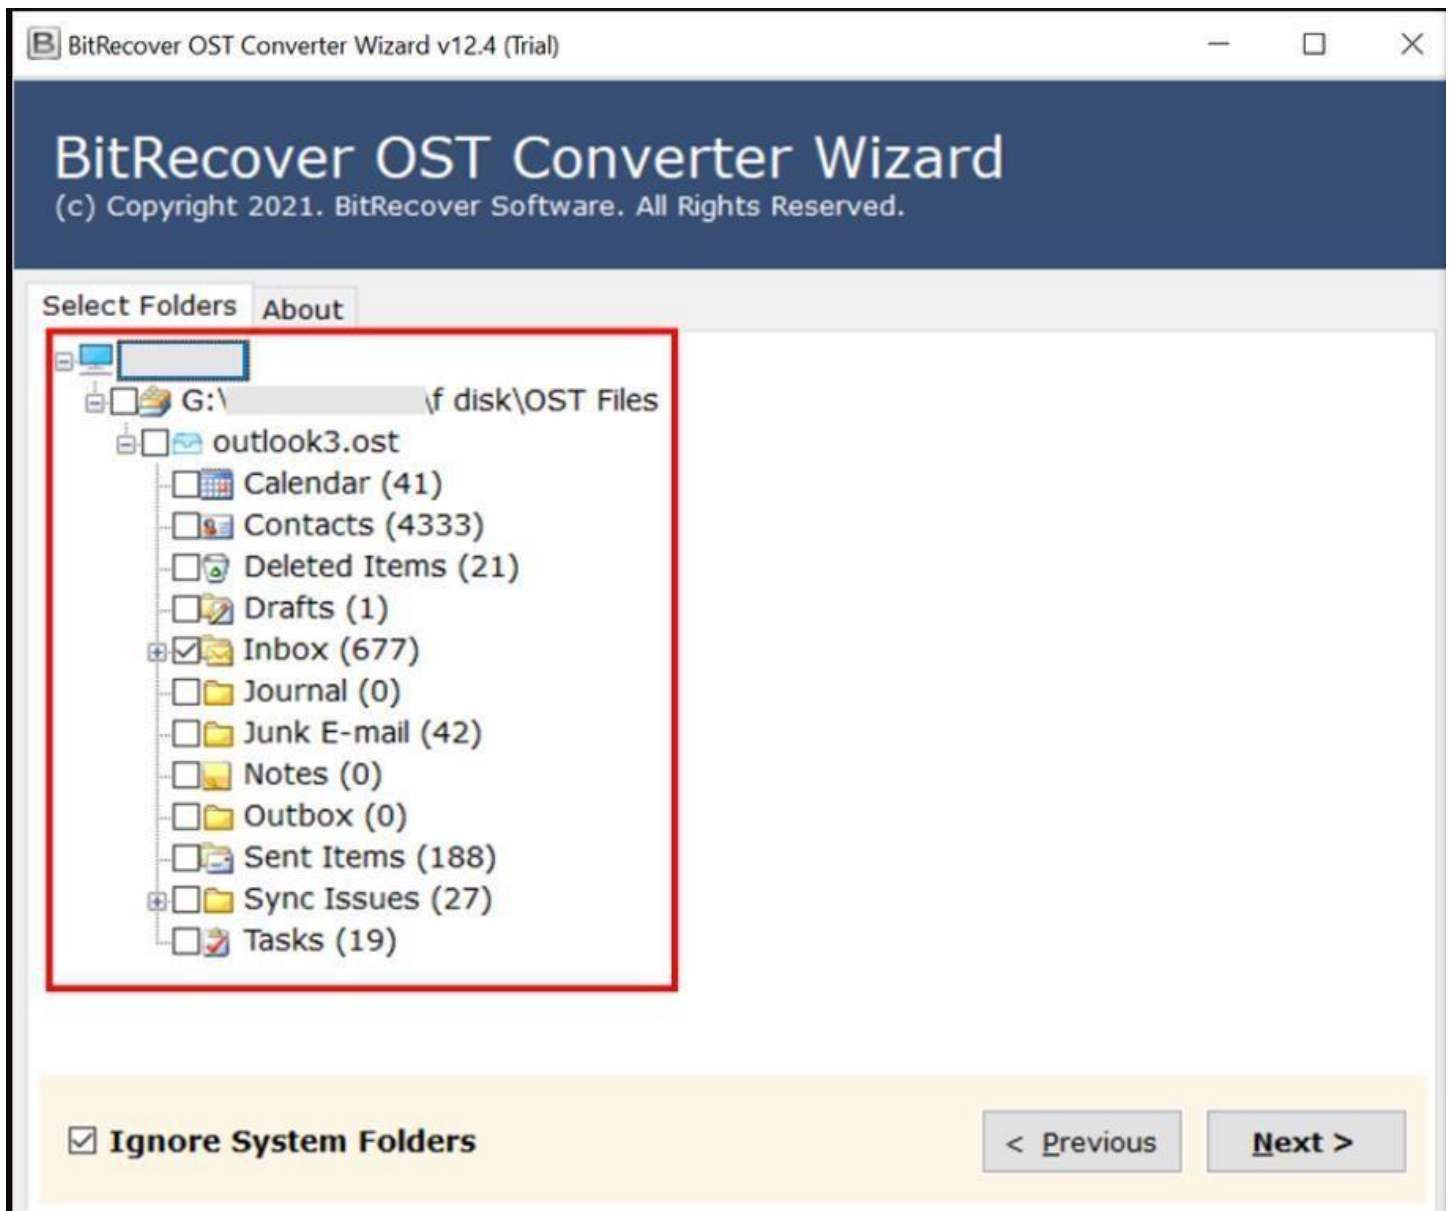 BitRecover OST Converter Wizard v12.4 (Trial)
BitRecover OST Converter Wizard
(c) Copyright 2021. BitRecover Software. All Rights Reserved.
Select Folders About
G:\ \f disk\OST Files
outlook3.ost
Calendar (41)
Contacts (4333)
Deleted Items (21)
Drafts (1)
Inbox (677)
Journal (0)
Junk E-mail (42)
Notes (0)
Outbox (0)
Sent Items (188)
Sync Issues (27)
Tasks (19)
Ignore System Folders < Previous Next >